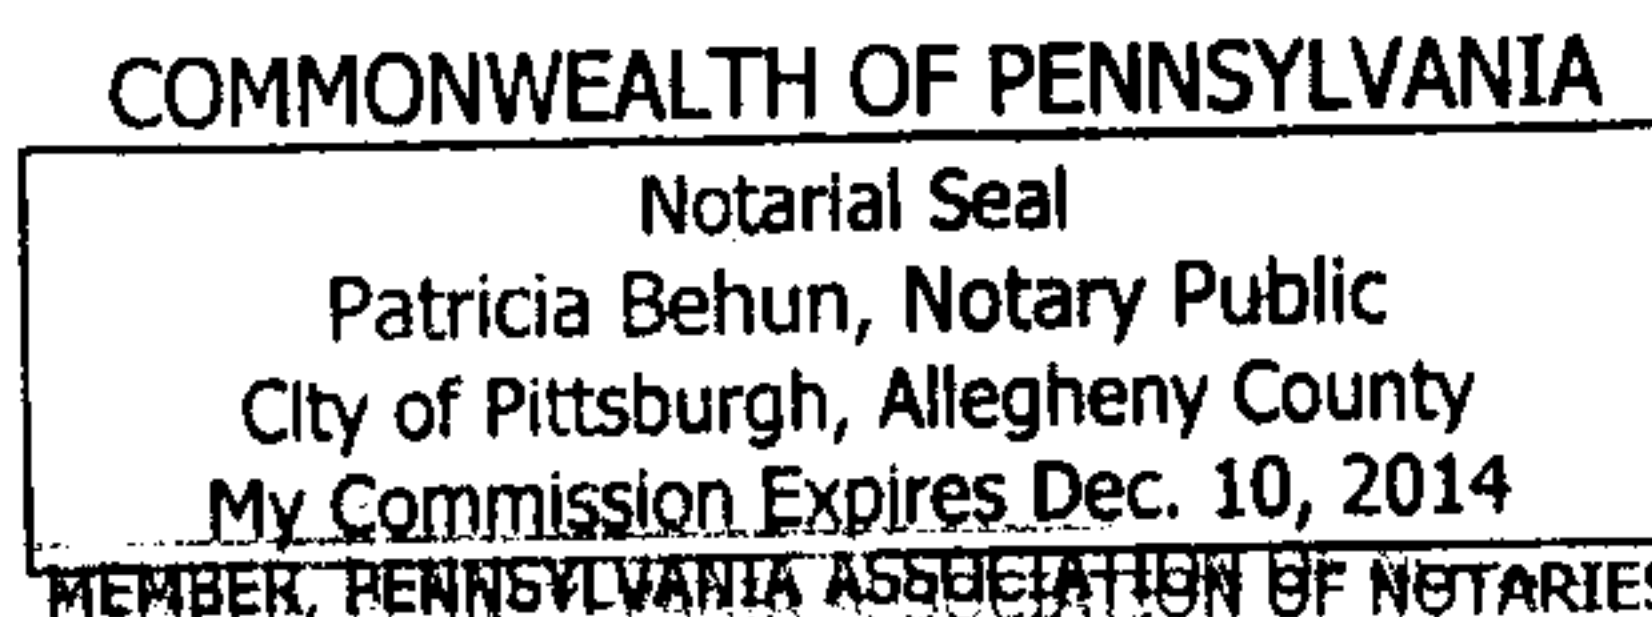 COMMONWEALTH OF PENNSYLVANIA
Notarial Seal
Patricia Behun, Notary Public
City of Pittsburgh, Allegheny County
My Commission Expires Dec. 10, 2014
MEMBER, PENNSYLVANIA ASSOCIATION OF NOTARIES